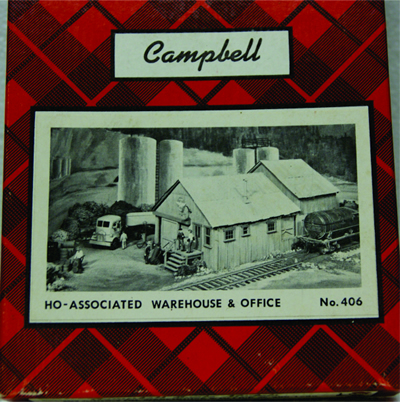 Campbell
HO-ASSOCIATED WAREHOUSE & OFFICE No. 406